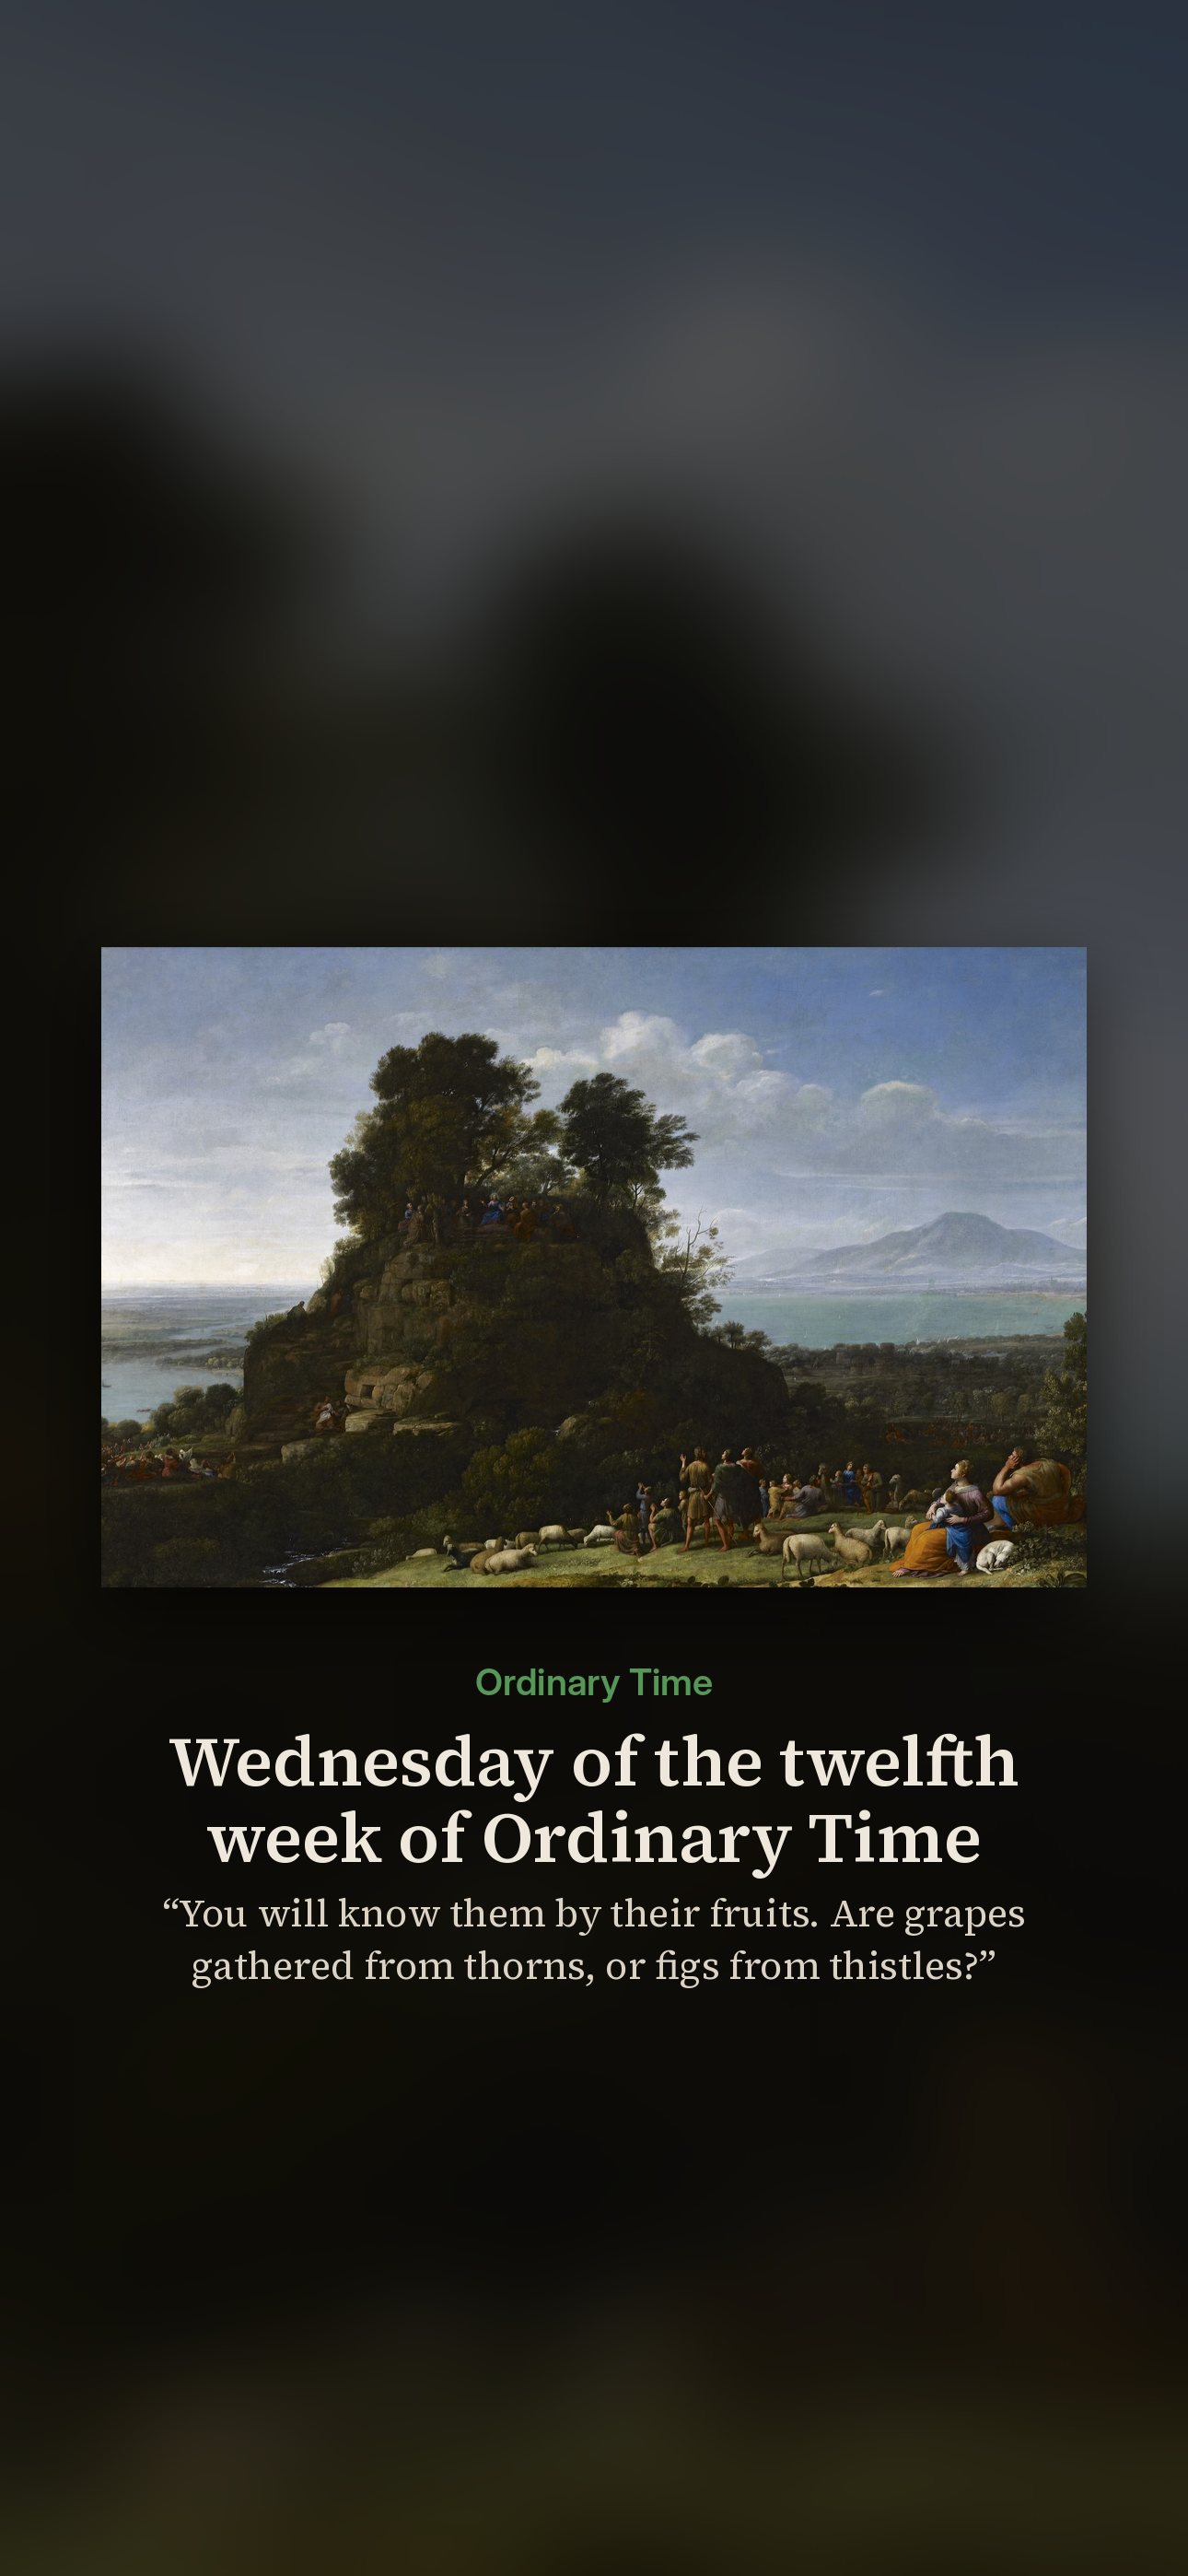 Ordinary Time
Wednesday of the twelfth
week of Ordinary Time
“You will know them by their fruits. Are grapes
gathered from thorns, or figs from thistles?”